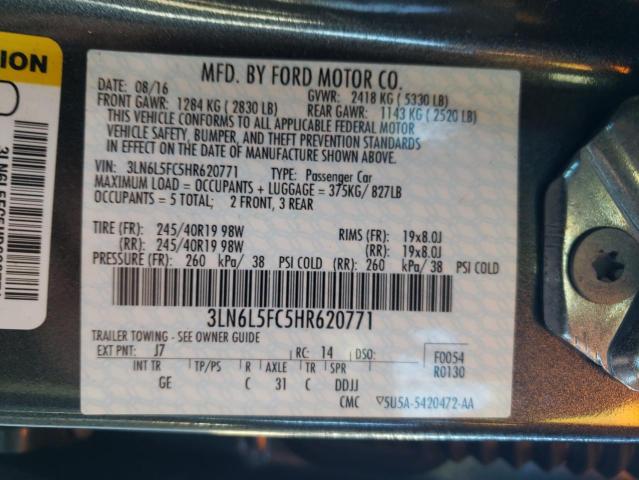 ION
MFD. BY FORD MOTOR CO.
DATE: 08/16 GVWR: 2418 KG ( 5330 LB)
FRONT GAWR: 1284 KG ( 2830 LB) REAR GAWR: 1143 KG ( 2520 LB)
THIS VEHICLE CONFORMS TO ALL APPLICABLE FEDERAL MOTOR
VEHICLE SAFETY, BUMPER, AND THEFT PREVENTION STANDARDS
IN EFFECT ON THE DATE OF MANUFACTURE SHOWN ABOVE.
VIN: 3LN6L5FC5HR620771 TYPE: Passenger Car
MAXIMUM LOAD = OCCUPANTS + LUGGAGE = 375KG/ 827LB
OCCUPANTS = 5 TOTAL; 2 FRONT, 3 REAR
TIRE (FR): 245/40R19 98W RIMS (FR): 19x8.0J
(RR): 245/40R19 98W (RR): 19x8.0J
PRESSURE (FR): 260 kPa/ 38 PSI COLD (RR): 260 kPa/ 38 PSI COLD
3LN6L5FC5HR620771
TRAILER TOWING - SEE OWNER GUIDE
EXT PNT: J7 RC: 14 DSO: F0054
INT TR TP/PS R AXLE TR SPR R0130
GE C 31 C DDJJ
CMC ▽5U5A-5420472-AA